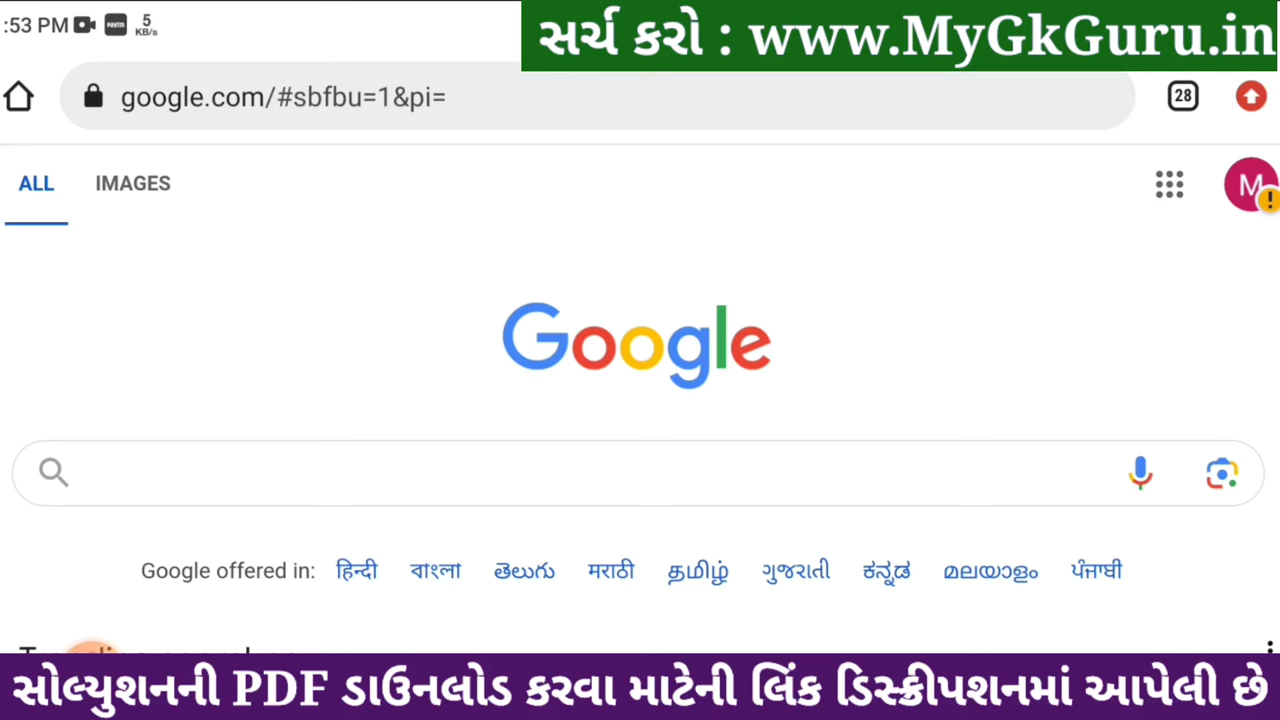 :53 PM 5 KB/s
સર્ચ કરો : www.MyGkGuru.in
google.com/#sbfbu=1&pi=
28
ALL IMAGES
M
Google
Google offered in: हिन्दी বাংলা తెలుగు मराठी தமிழ் ગુજરાતી ಕನ್ನಡ മലയാളം ਪੰਜਾਬੀ
સોલ્યુશનની PDF ડાઉનલોડ કરવા માટેની લિંક ડિસ્ક્રીપશનમાં આપેલી છે